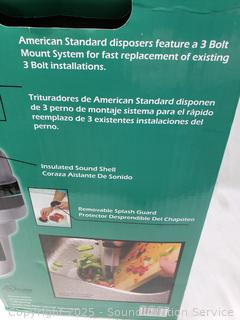 American Standard disposers feature a 3 Bolt
Mount System for fast replacement of existing
3 Bolt installations.
Trituradores de American Standard disponen
de 3 perno de montaje sistema para el rápido
reemplazo de 3 existentes instalaciones del
perno.
Insulated Sound Shell
Coraza Aislante De Sonido
Removable Splash Guard
Protector Desprendible Del Chapoteo
Copyright 2025 - Sound Auction Service